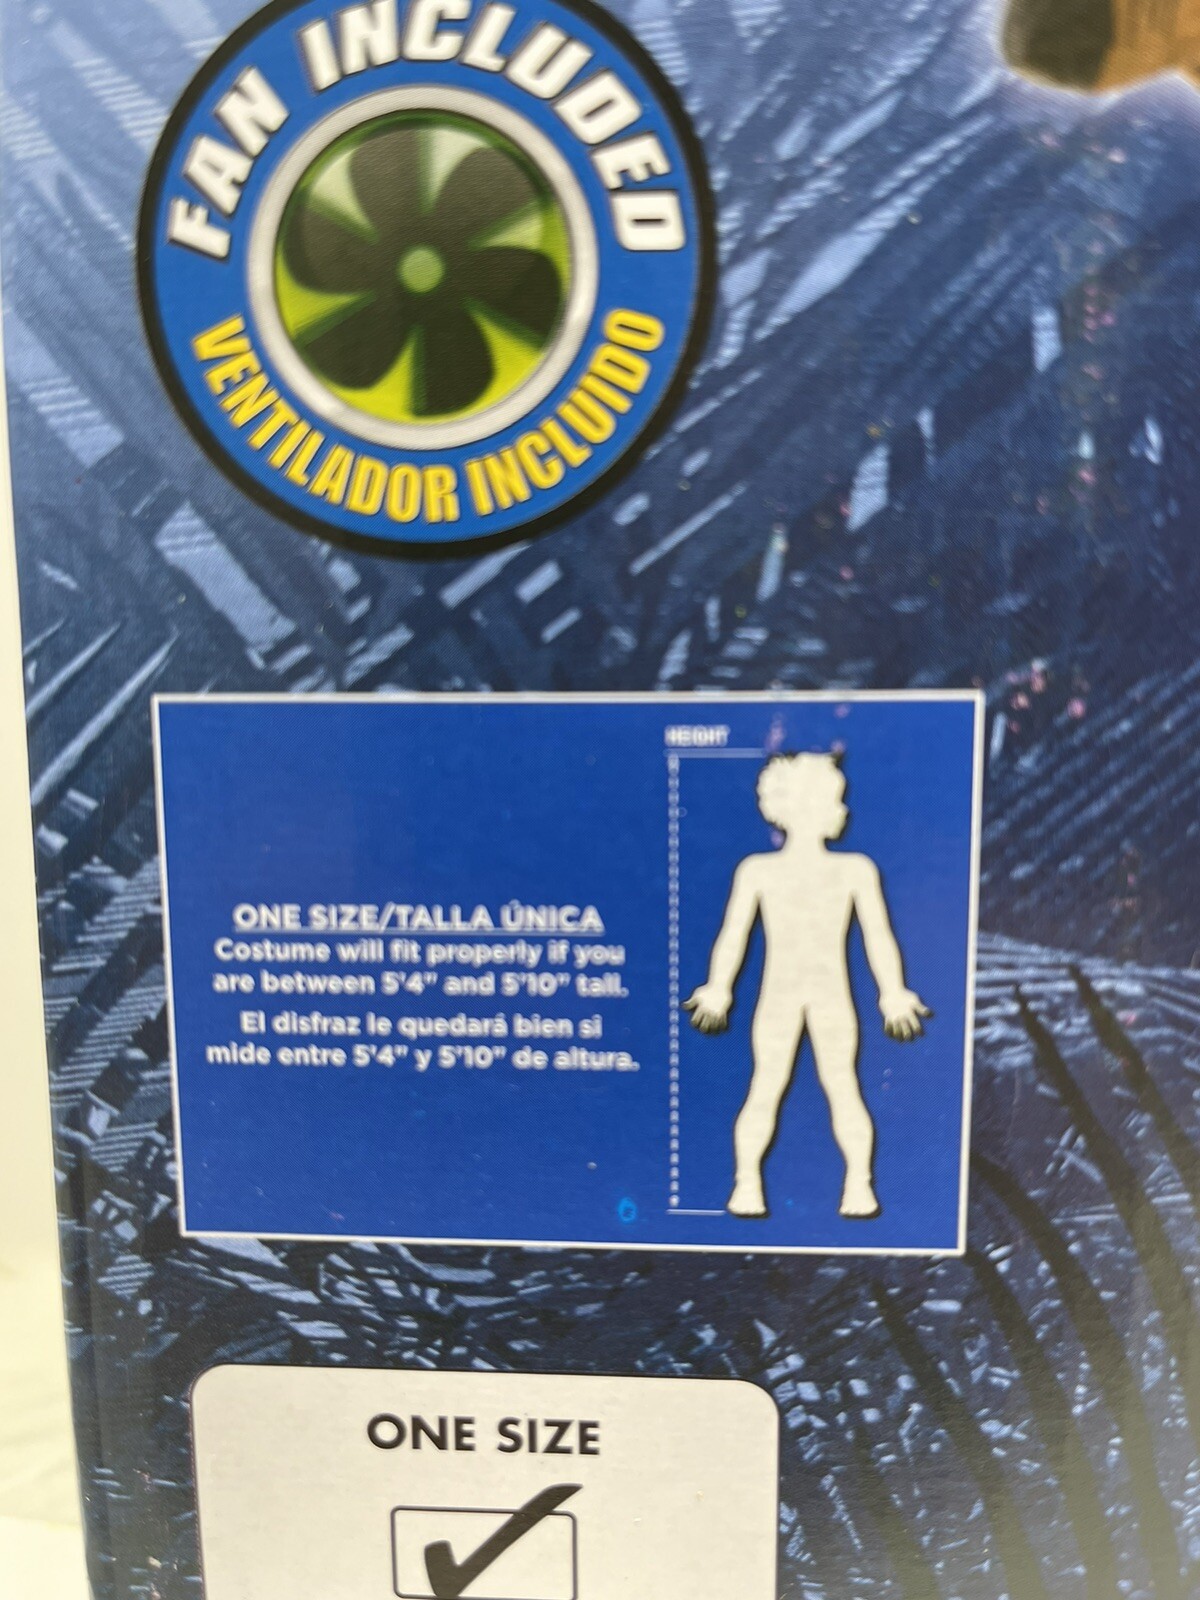 FAN INCLUDED
VENTILADOR INCLUIDO
HEIGHT
ONE SIZE/TALLA ÚNICA
Costume will fit properly if you
are between 5'4" and 5'10" tall.
El disfraz le quedará bien si
mide entre 5'4" y 5'10" de altura.
ONE SIZE